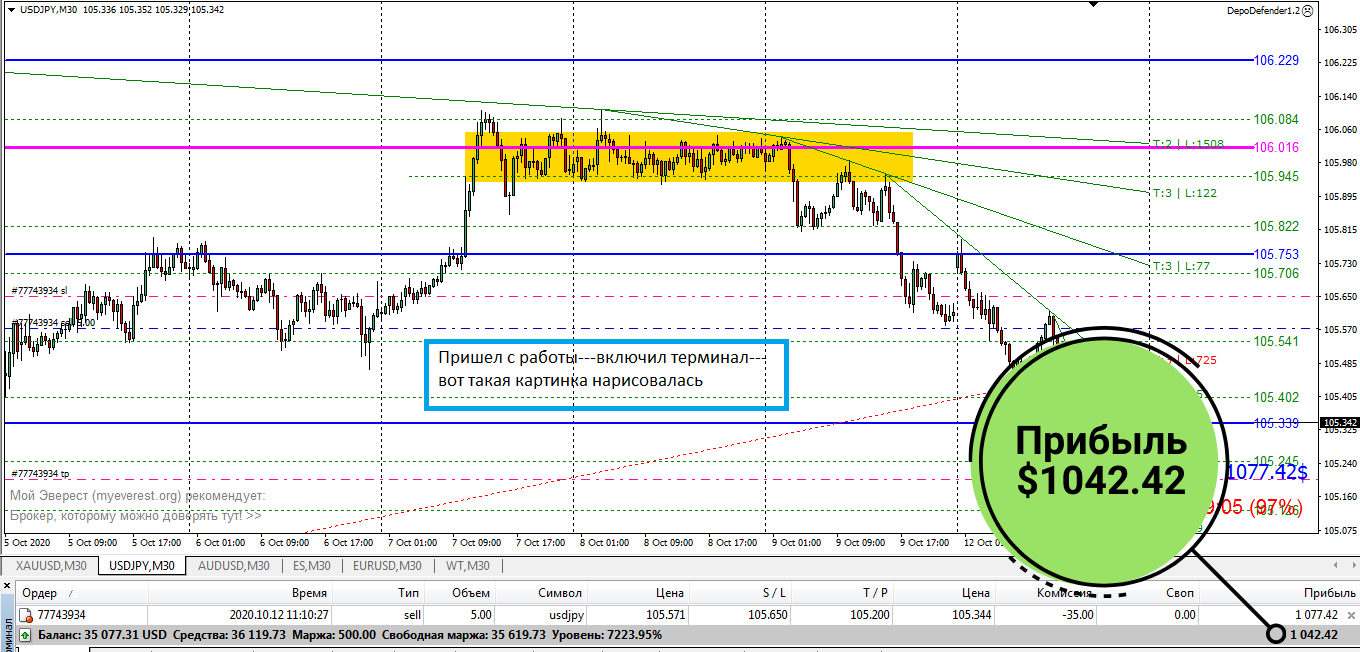 USDJPY,M30 105.336 105.352 105.329 105.342
DepoDefender1.2
106.305
106.229
106.225
106.140
106.084
106.060
T:2 | L:1508
106.016
105.980
105.945
T:3 | L:122
105.895
105.822
105.815
105.753
105.730
T:3 | L:77
105.706
#77743934 sl
105.650
#77743934 sell 5.00
105.570
105.541
Пришел с работы---включил терминал---
вот такая картинка нарисовалась
L:725
105.485
105.402
105.405
105.339
105.342
105.325
Прибыль
$1042.42
105.245
105.240
1077.42$
#77743934 tp
Мой Эверест (myeverest.org) рекомендует:
105.160
Брокер, которому можно доверять тут! >>
(97%)
105.075
5 Oct 2020 5 Oct 09:00 5 Oct 17:00 6 Oct 01:00 6 Oct 09:00 6 Oct 17:00 7 Oct 01:00 7 Oct 09:00 7 Oct 17:00 8 Oct 01:00 8 Oct 09:00 8 Oct 17:00 9 Oct 01:00 9 Oct 09:00 9 Oct 17:00 12 Oct
XAUUSD,M30 USDJPY,M30 AUDUSD,M30 ES,M30 EURUSD,M30 WT,M30
Ордер / Время Тип Объем Символ Цена S / L T / P Цена Комиссия Своп Прибыль
77743934 2020.10.12 11:10:27 sell 5.00 usdjpy 105.571 105.650 105.200 105.344 -35.00 0.00 1 077.42
Баланс: 35 077.31 USD Средства: 36 119.73 Маржа: 500.00 Свободная маржа: 35 619.73 Уровень: 7223.95% 1 042.42